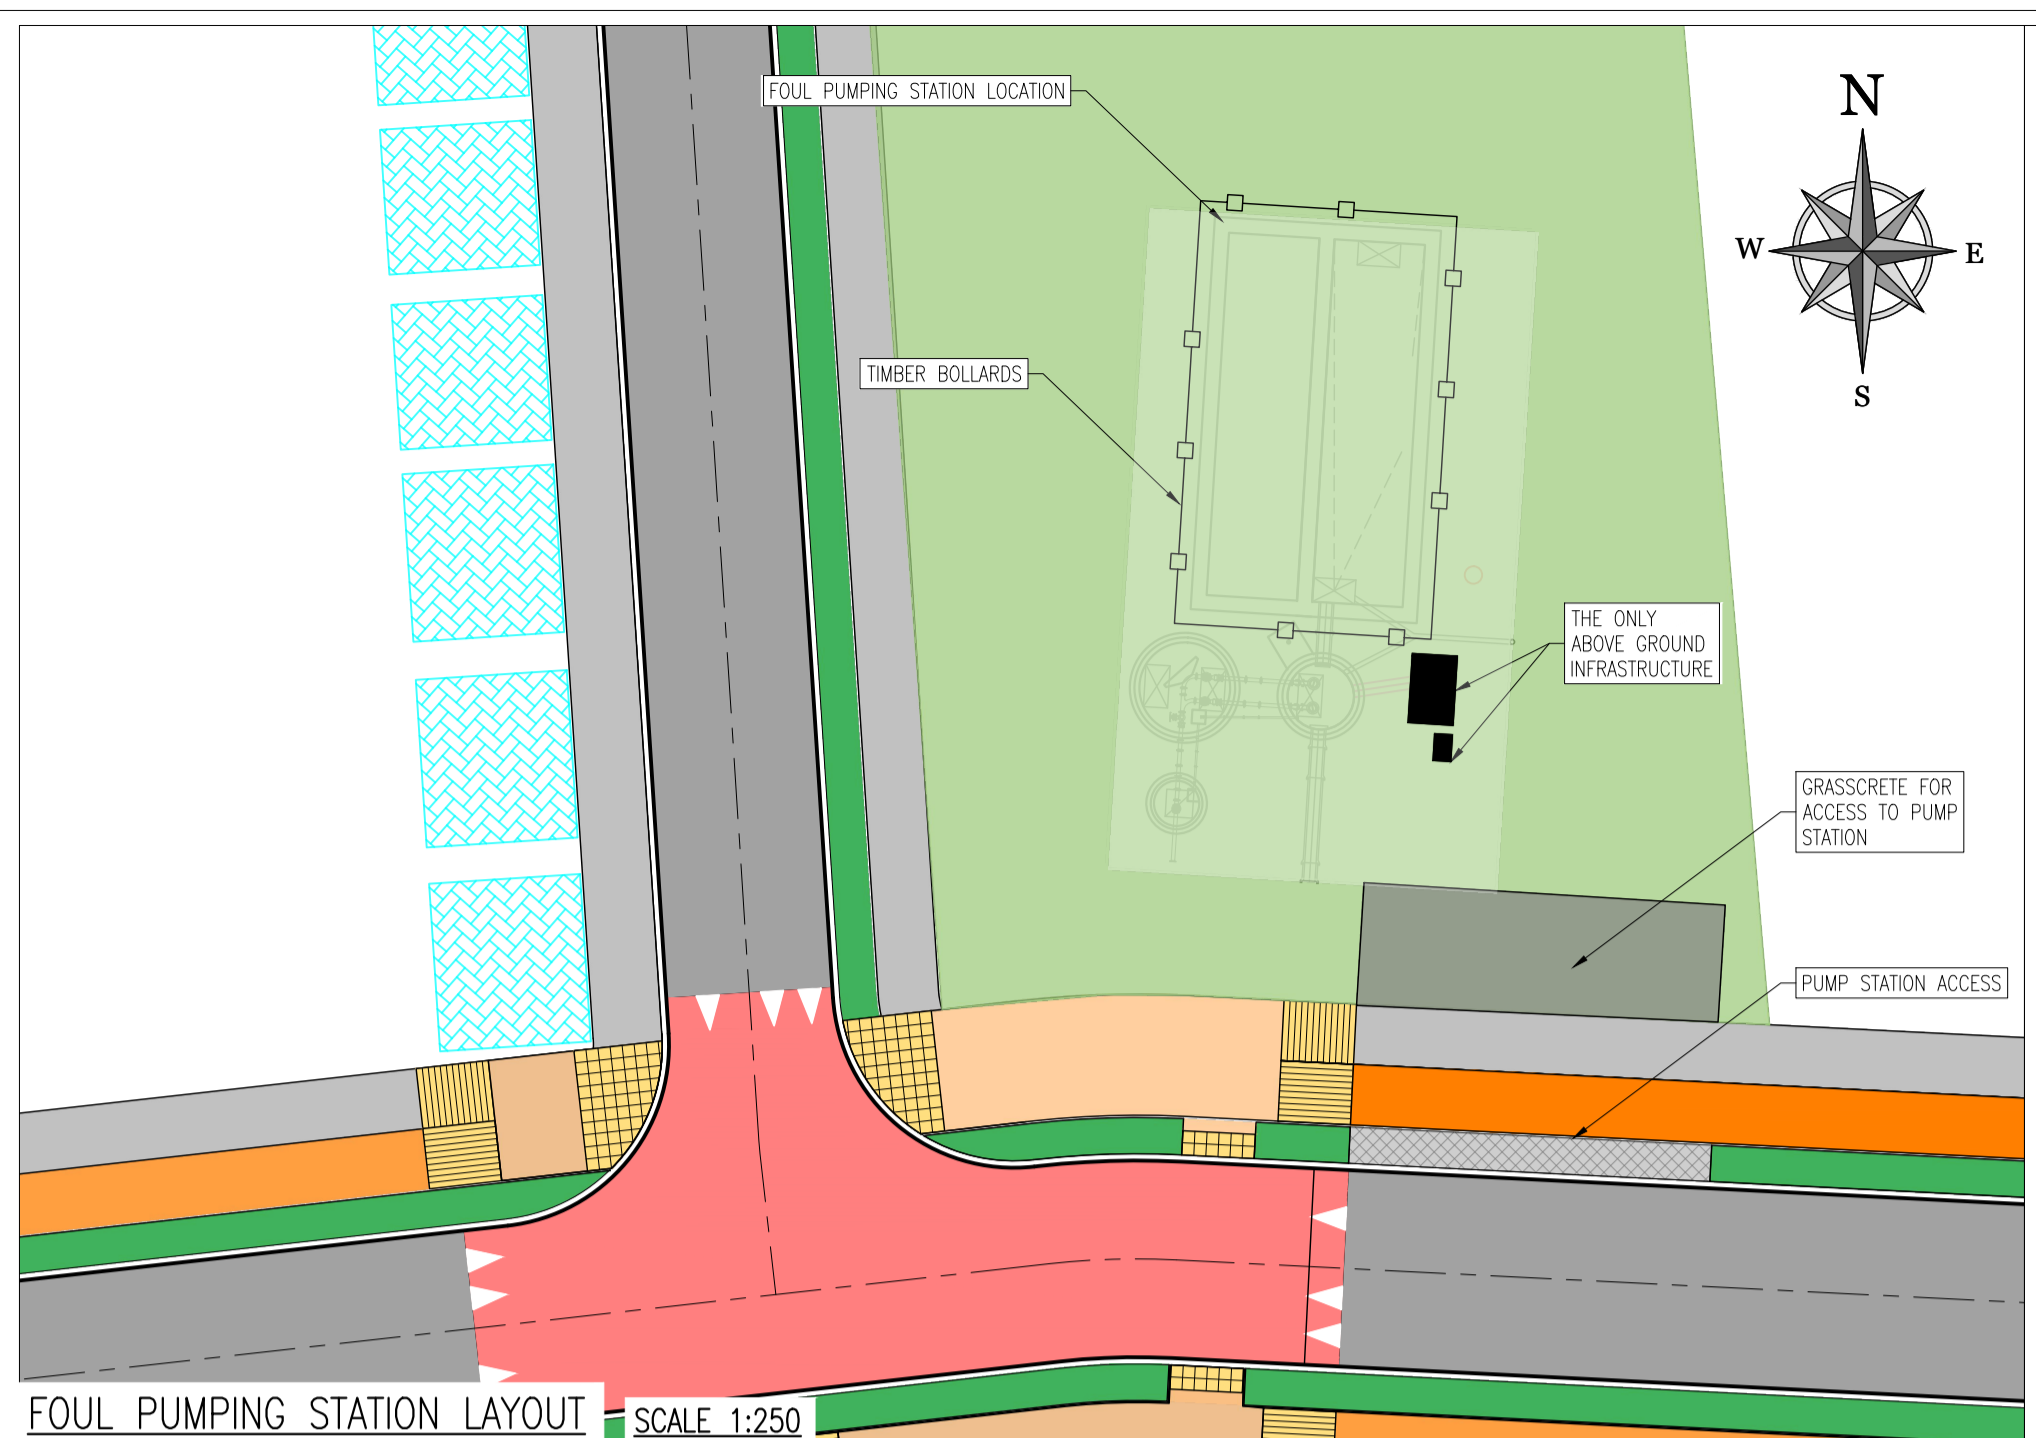 FOUL PUMPING STATION LOCATION
N
W
E
S
TIMBER BOLLARDS
THE ONLY
ABOVE GROUND
INFRASTRUCTURE
GRASSCRETE FOR
ACCESS TO PUMP
STATION
PUMP STATION ACCESS
FOUL PUMPING STATION LAYOUT
SCALE 1:250